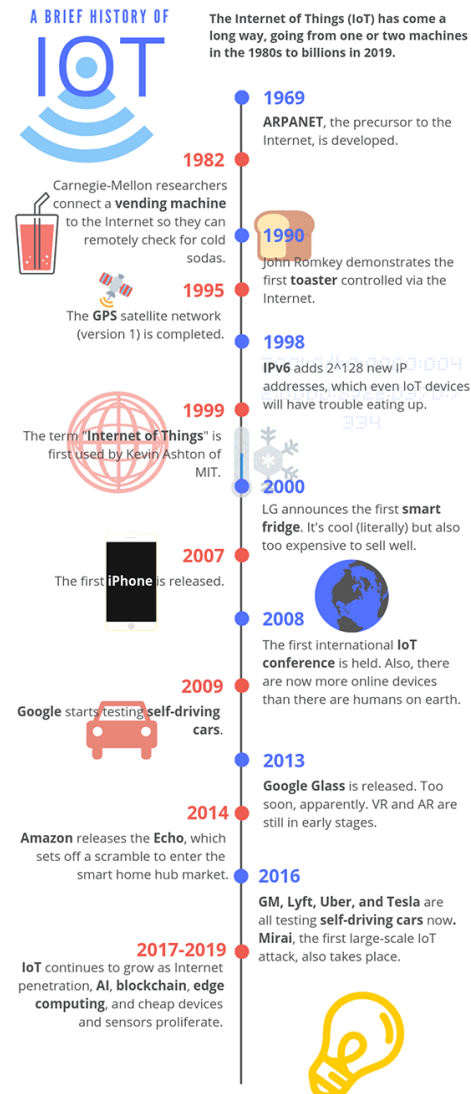 A BRIEF HISTORY OF
IOT
The Internet of Things (IoT) has come a
long way, going from one or two machines
in the 1980s to billions in 2019.
1969
ARPANET, the precursor to the
Internet, is developed.
1982
Carnegie-Mellon researchers
connect a vending machine
to the Internet so they can
remotely check for cold
sodas.
1990
John Romkey demonstrates the
first toaster controlled via the
Internet.
1995
The GPS satellite network
(version 1) is completed.
1998
IPv6 adds 2^128 new IP
addresses, which even IoT devices
will have trouble eating up.
334
1999
The term "Internet of Things" is
first used by Kevin Ashton of
MIT.
2000
LG announces the first smart
fridge. It's cool (literally) but also
too expensive to sell well.
2007
The first iPhone is released.
2008
The first international IoT
conference is held. Also, there
are now more online devices
than there are humans on earth.
2009
Google starts testing self-driving
cars.
2013
Google Glass is released. Too
soon, apparently. VR and AR are
still in early stages.
2014
Amazon releases the Echo, which
sets off a scramble to enter the
smart home hub market.
2016
GM, Lyft, Uber, and Tesla are
all testing self-driving cars now.
Mirai, the first large-scale IoT
attack, also takes place.
2017-2019
IoT continues to grow as Internet
penetration, AI, blockchain, edge
computing, and cheap devices
and sensors proliferate.